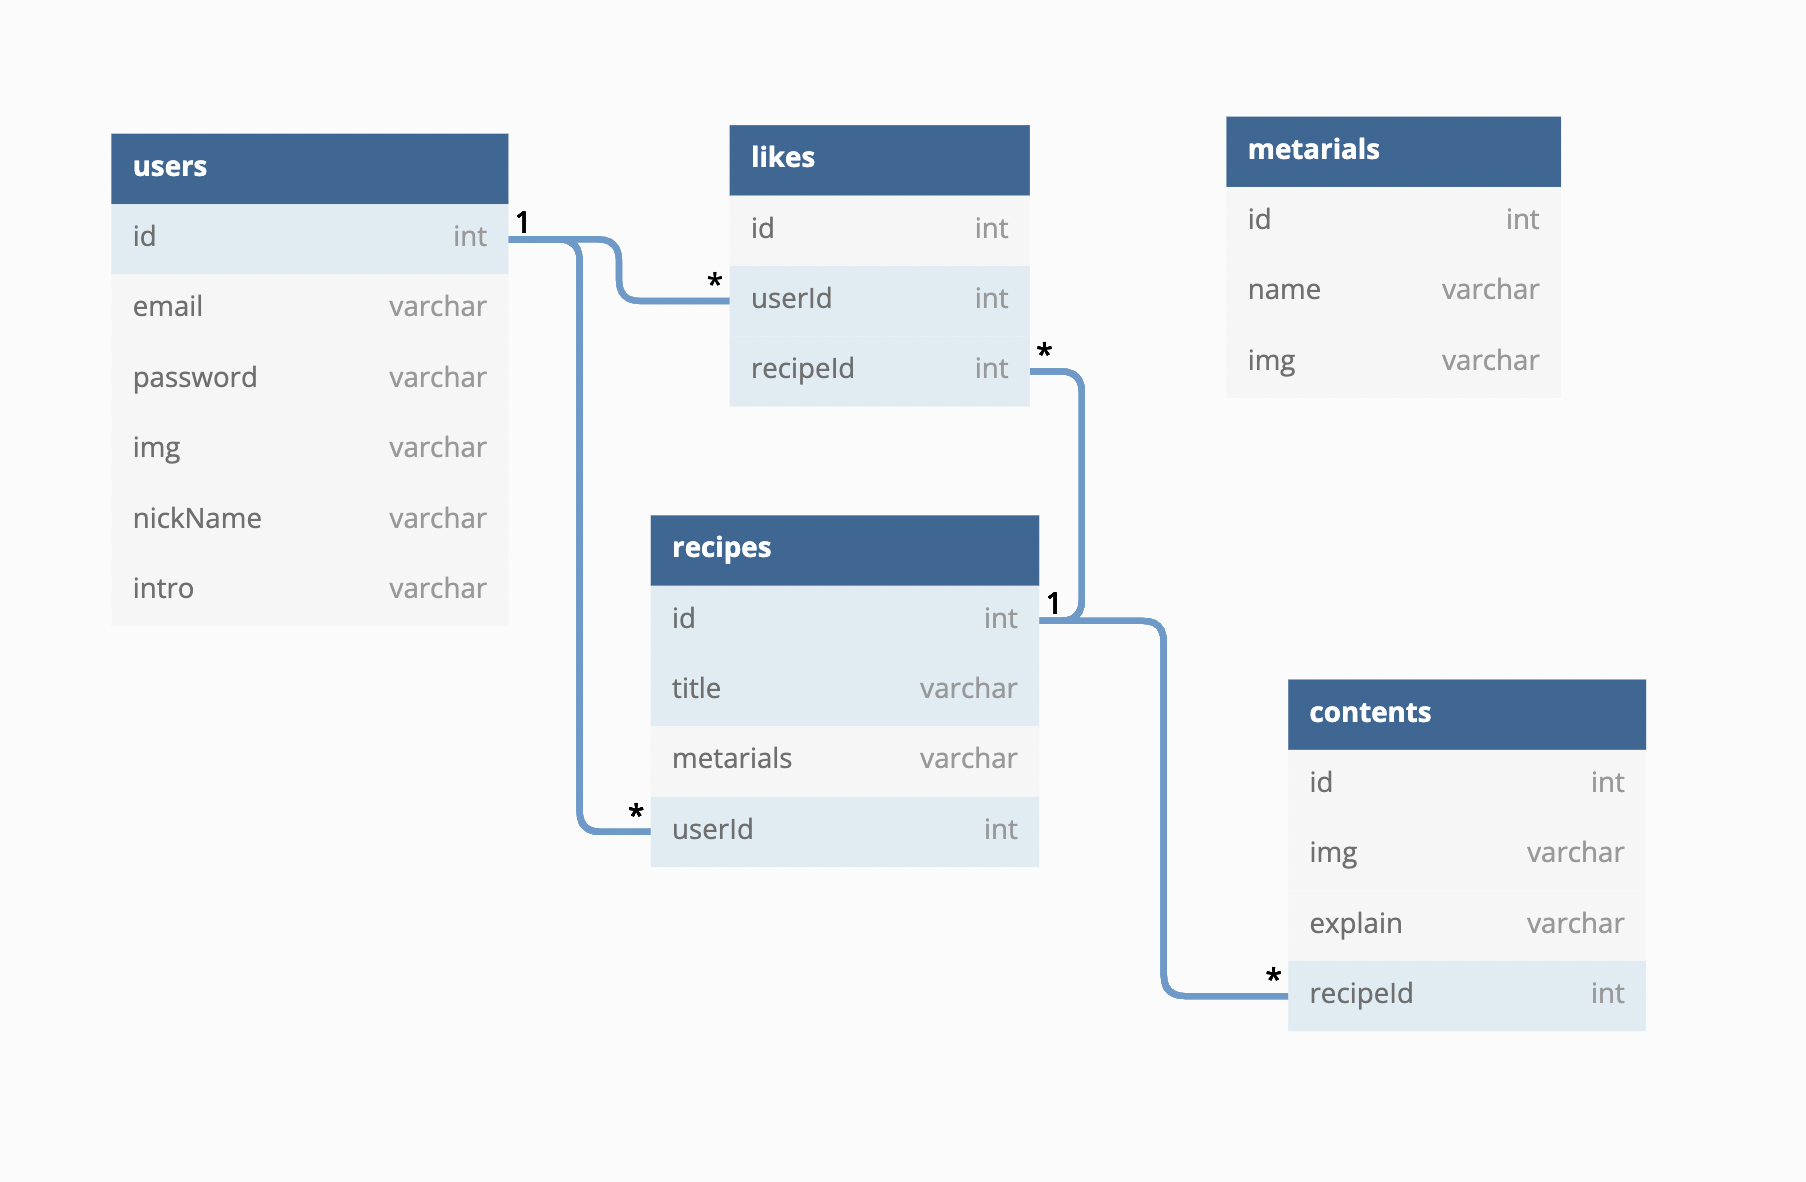 users
id int
email varchar
password varchar
img varchar
nickName varchar
intro varchar
1
*
likes
id int
userId int
recipeId int
*
metarials
id int
name varchar
img varchar
recipes
id int
title varchar
metarials varchar
userId int
1
*
contents
id int
img varchar
explain varchar
recipeId int
*